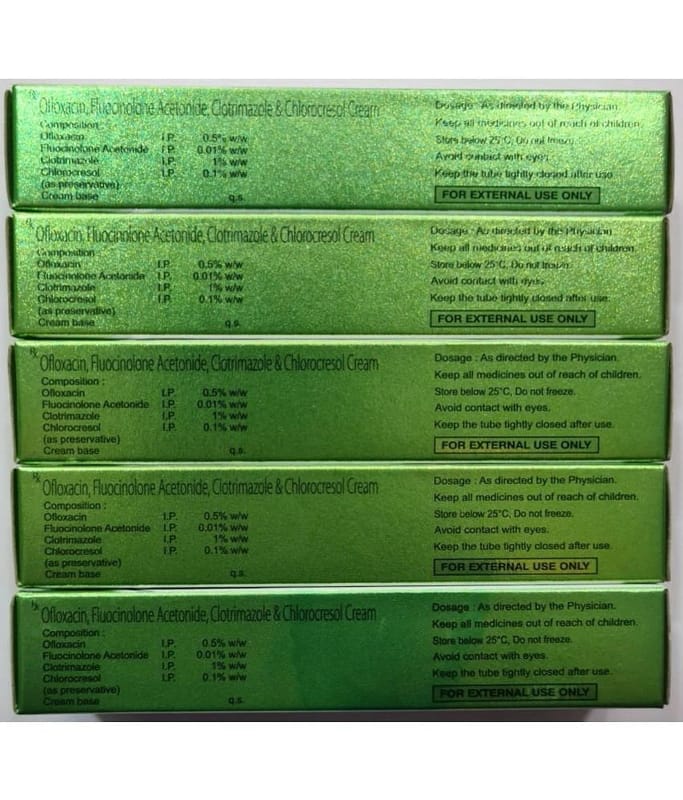 Rx
Ofloxacin, Fluocinolone Acetonide, Clotrimazole & Chlorocresol Cream
Composition :
Ofloxacin I.P. 0.5% w/w
Fluocinolone Acetonide I.P. 0.01% w/w
Clotrimazole I.P. 1% w/w
Chlorocresol I.P. 0.1% w/w
(as preservative)
Cream base q.s.
Dosage : As directed by the Physician.
Keep all medicines out of reach of children.
Store below 25°C, Do not freeze.
Avoid contact with eyes.
Keep the tube tightly closed after use.
FOR EXTERNAL USE ONLY
Rx
Ofloxacin, Fluocinolone Acetonide, Clotrimazole & Chlorocresol Cream
Composition :
Ofloxacin I.P. 0.5% w/w
Fluocinolone Acetonide I.P. 0.01% w/w
Clotrimazole I.P. 1% w/w
Chlorocresol I.P. 0.1% w/w
(as preservative)
Cream base q.s.
Dosage : As directed by the Physician.
Keep all medicines out of reach of children.
Store below 25°C, Do not freeze.
Avoid contact with eyes.
Keep the tube tightly closed after use.
FOR EXTERNAL USE ONLY
Rx
Ofloxacin, Fluocinolone Acetonide, Clotrimazole & Chlorocresol Cream
Composition :
Ofloxacin I.P. 0.5% w/w
Fluocinolone Acetonide I.P. 0.01% w/w
Clotrimazole I.P. 1% w/w
Chlorocresol I.P. 0.1% w/w
(as preservative)
Cream base q.s.
Dosage : As directed by the Physician.
Keep all medicines out of reach of children.
Store below 25°C, Do not freeze.
Avoid contact with eyes.
Keep the tube tightly closed after use.
FOR EXTERNAL USE ONLY
Rx
Ofloxacin, Fluocinolone Acetonide, Clotrimazole & Chlorocresol Cream
Composition :
Ofloxacin I.P. 0.5% w/w
Fluocinolone Acetonide I.P. 0.01% w/w
Clotrimazole I.P. 1% w/w
Chlorocresol I.P. 0.1% w/w
(as preservative)
Cream base q.s.
Dosage : As directed by the Physician.
Keep all medicines out of reach of children.
Store below 25°C, Do not freeze.
Avoid contact with eyes.
Keep the tube tightly closed after use.
FOR EXTERNAL USE ONLY
Rx
Ofloxacin, Fluocinolone Acetonide, Clotrimazole & Chlorocresol Cream
Composition :
Ofloxacin I.P. 0.5% w/w
Fluocinolone Acetonide I.P. 0.01% w/w
Clotrimazole I.P. 1% w/w
Chlorocresol I.P. 0.1% w/w
(as preservative)
Cream base q.s.
Dosage : As directed by the Physician.
Keep all medicines out of reach of children.
Store below 25°C, Do not freeze.
Avoid contact with eyes.
Keep the tube tightly closed after use.
FOR EXTERNAL USE ONLY